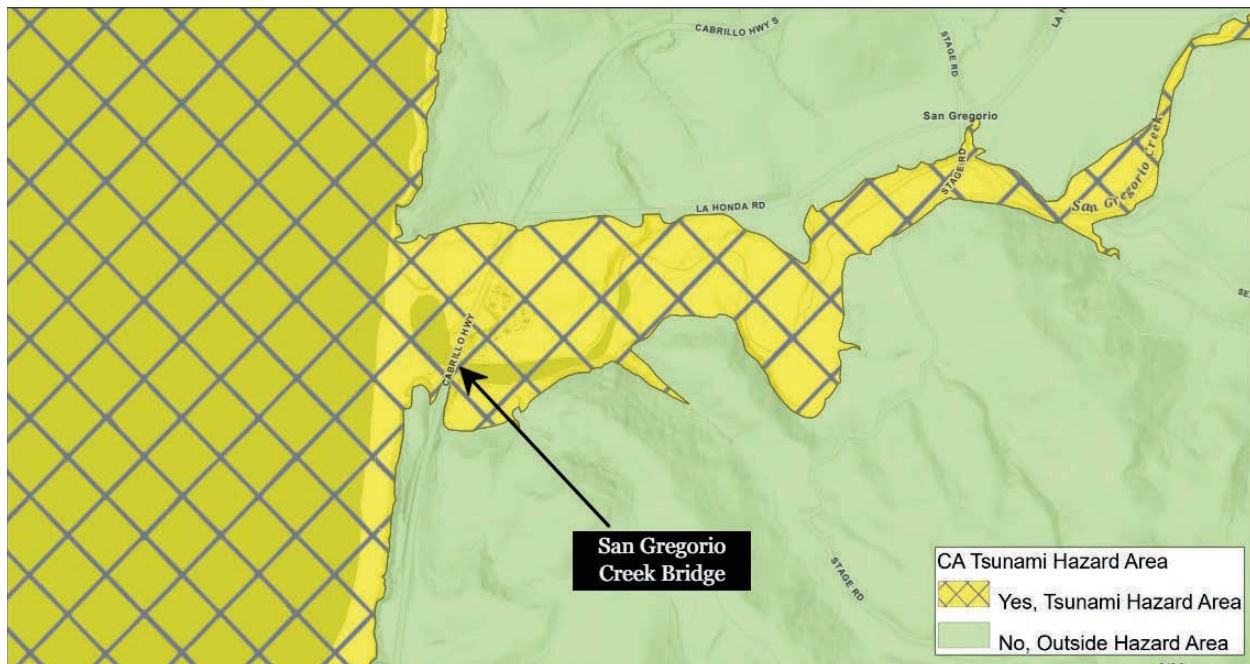 CABRILLO HWY S
STAGE RD
San Gregorio
STAGE RD
San Gregorio Creek
LA HONDA RD
CABRILLO HWY
San Gregorio
Creek Bridge
STAGE RD
CA Tsunami Hazard Area
Yes, Tsunami Hazard Area
No, Outside Hazard Area